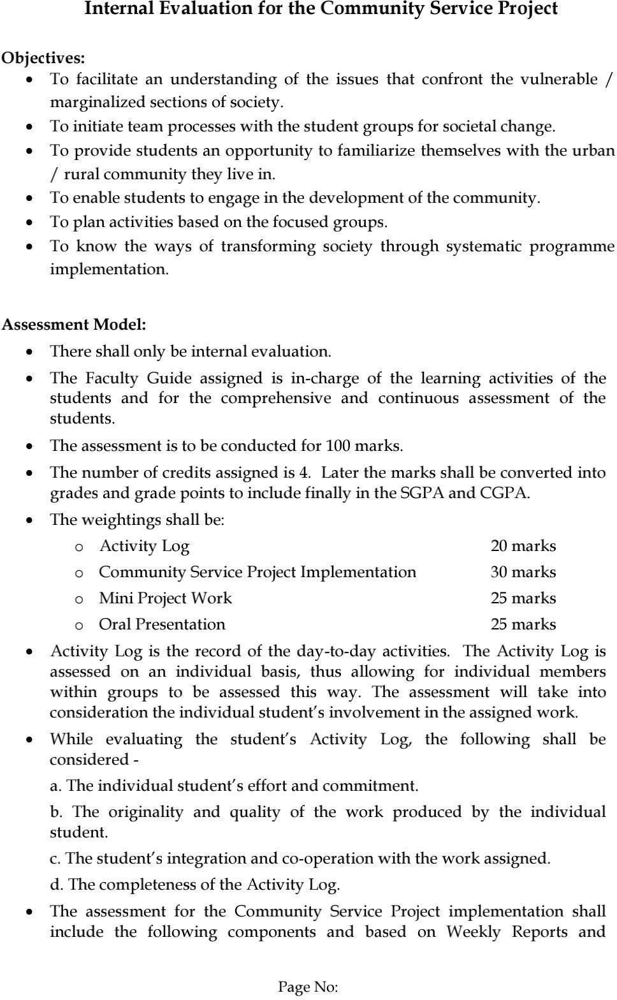 Internal Evaluation for the Community Service Project
Objectives:
• To facilitate an understanding of the issues that confront the vulnerable /
marginalized sections of society.
• To initiate team processes with the student groups for societal change.
• To provide students an opportunity to familiarize themselves with the urban
/ rural community they live in.
• To enable students to engage in the development of the community.
• To plan activities based on the focused groups.
• To know the ways of transforming society through systematic programme
implementation.
Assessment Model:
• There shall only be internal evaluation.
• The Faculty Guide assigned is in-charge of the learning activities of the
students and for the comprehensive and continuous assessment of the
students.
• The assessment is to be conducted for 100 marks.
• The number of credits assigned is 4. Later the marks shall be converted into
grades and grade points to include finally in the SGPA and CGPA.
• The weightings shall be:
o Activity Log 20 marks
o Community Service Project Implementation 30 marks
o Mini Project Work 25 marks
o Oral Presentation 25 marks
• Activity Log is the record of the day-to-day activities. The Activity Log is
assessed on an individual basis, thus allowing for individual members
within groups to be assessed this way. The assessment will take into
consideration the individual student’s involvement in the assigned work.
• While evaluating the student’s Activity Log, the following shall be
considered -
a. The individual student’s effort and commitment.
b. The originality and quality of the work produced by the individual
student.
c. The student’s integration and co-operation with the work assigned.
d. The completeness of the Activity Log.
• The assessment for the Community Service Project implementation shall
include the following components and based on Weekly Reports and
Page No: